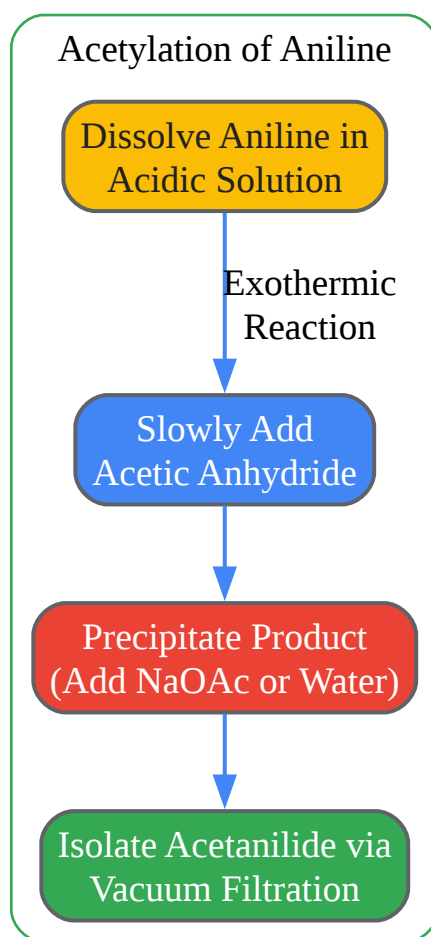 Acetylation of Aniline
Dissolve Aniline in
Acidic Solution
Exothermic
Reaction
Slowly Add
Acetic Anhydride
Precipitate Product
(Add NaOAc or Water)
Isolate Acetanilide via
Vacuum Filtration